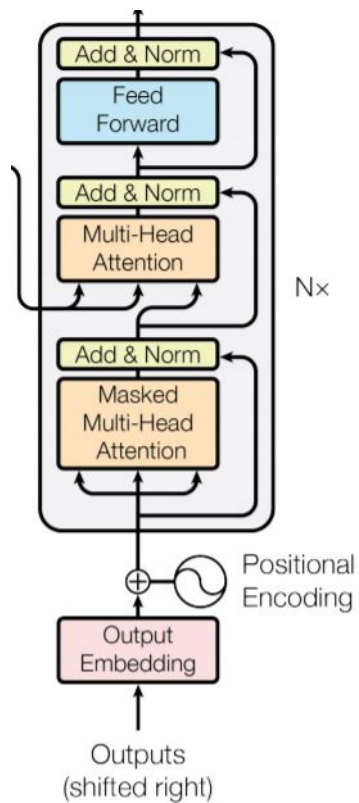 Add & Norm
Feed
Forward
Add & Norm
Multi-Head
Attention
N×
Add & Norm
Masked
Multi-Head
Attention
Positional
Encoding
Output
Embedding
Outputs
(shifted right)